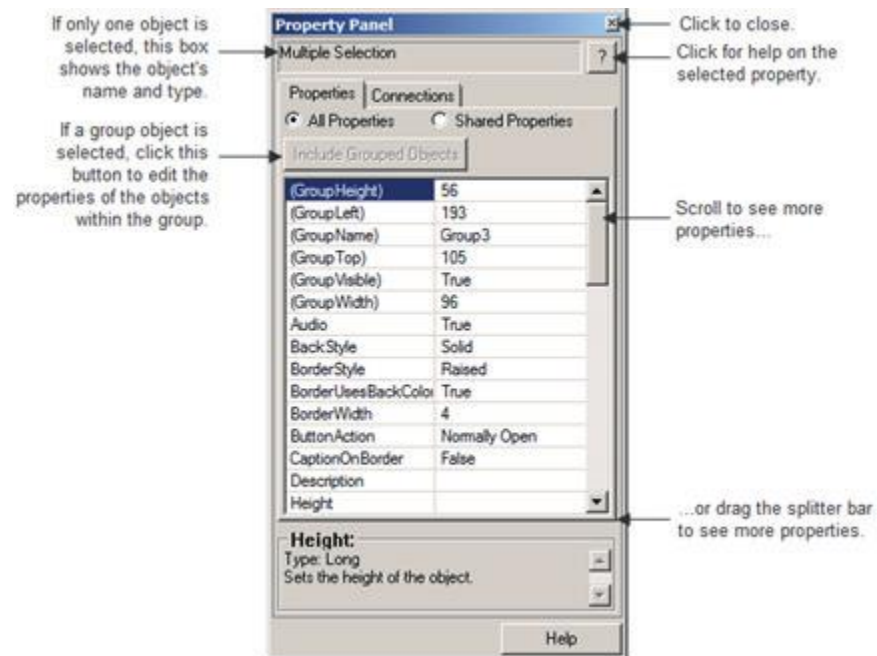 If only one object is
selected, this box
shows the object's
name and type.
If a group object is
selected, click this
button to edit the
properties of the objects
within the group.
Property Panel
Multiple Selection
?
Properties
Connections
All Properties
Shared Properties
Include Grouped Objects
(GroupHeight) 56
(GroupLeft) 193
(GroupName) Group3
(GroupTop) 105
(GroupVisible) True
(GroupWidth) 96
Audio True
BackStyle Solid
BorderStyle Raised
BorderUsesBackColor True
BorderWidth 4
ButtonAction Normally Open
CaptionOnBorder False
Description
Height
Height:
Type: Long
Sets the height of the object.
Help
Click to close.
Click for help on the
selected property.
Scroll to see more
properties...
...or drag the splitter bar
to see more properties.